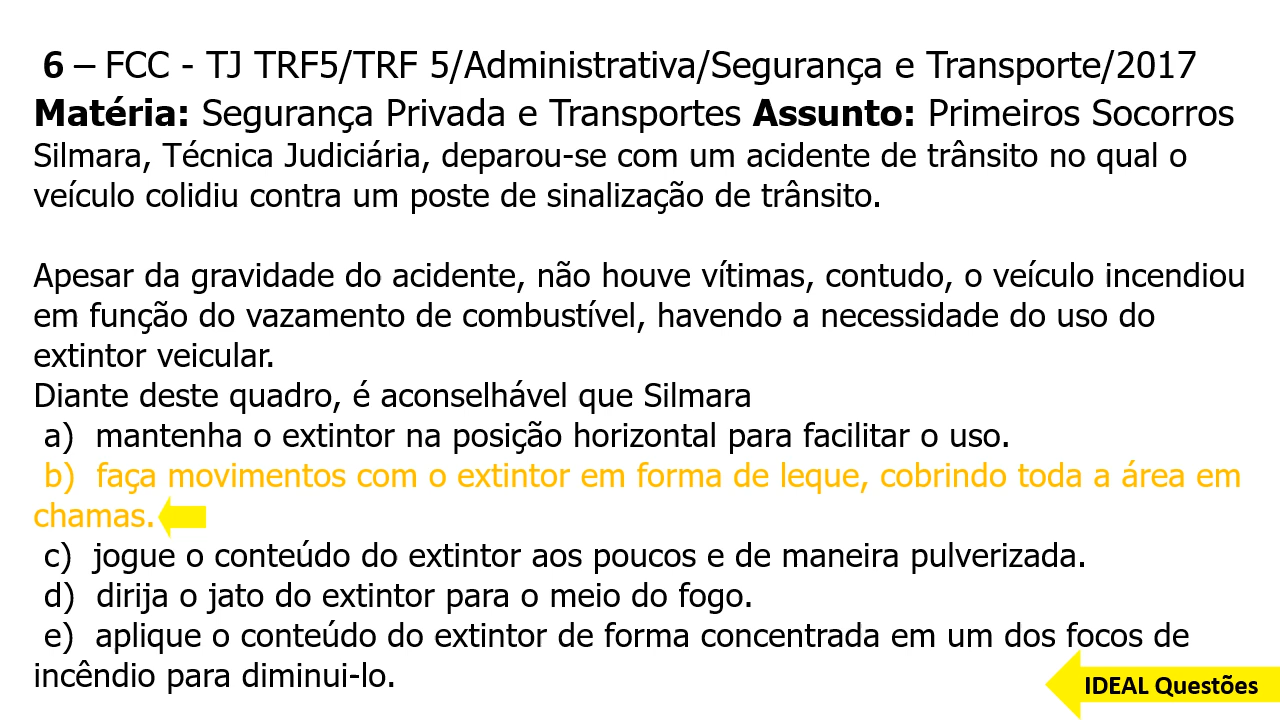 6 – FCC - TJ TRF5/TRF 5/Administrativa/Segurança e Transporte/2017
Matéria: Segurança Privada e Transportes Assunto: Primeiros Socorros
Silmara, Técnica Judiciária, deparou-se com um acidente de trânsito no qual o
veículo colidiu contra um poste de sinalização de trânsito.
Apesar da gravidade do acidente, não houve vítimas, contudo, o veículo incendiou
em função do vazamento de combustível, havendo a necessidade do uso do
extintor veicular.
Diante deste quadro, é aconselhável que Silmara
a) mantenha o extintor na posição horizontal para facilitar o uso.
b) faça movimentos com o extintor em forma de leque, cobrindo toda a área em
chamas.
c) jogue o conteúdo do extintor aos poucos e de maneira pulverizada.
d) dirija o jato do extintor para o meio do fogo.
e) aplique o conteúdo do extintor de forma concentrada em um dos focos de
incêndio para diminui-lo.
IDEAL Questões